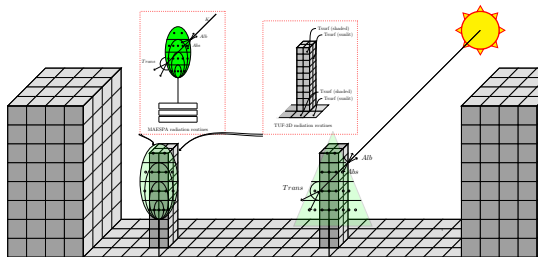 Alb
Abs
Trans
MAESPA radiation routines
Tsurf (shaded)
Tsurf (sunlit)
Tsurf (shaded)
Tsurf (sunlit)
TUF-3D radiation routines
Alb
Abs
Trans